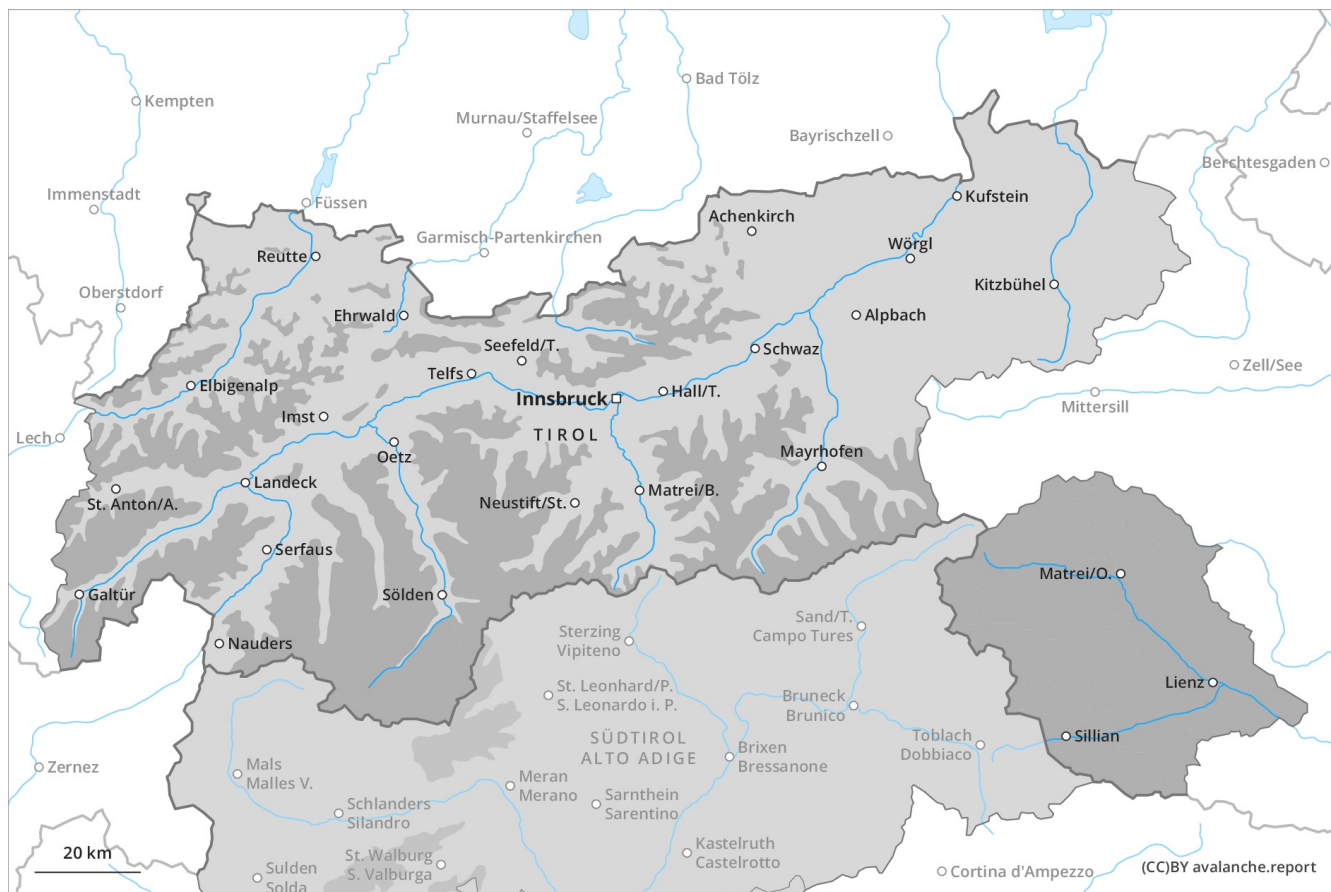 Kempten
Bad Tölz
Murnau/Staffelsee
Bayrischzell
Berchtesgaden
Immenstadt
Füssen
Kufstein
Achenkirch
Garmisch-Partenkirchen
Wörgl
Reutte
Oberstdorf
Kitzbühel
Ehrwald
Alpbach
Seefeld/T.
Schwaz
Zell/See
Telfs
Elbigenalp
Hall/T.
Innsbruck
Mittersill
Imst
TIROL
Lech
Oetz
Mayrhofen
Landeck
Matrei/B.
St. Anton/A.
Neustift/St.
Serfaus
Matrei/O.
Galtür
Sölden
Sand/T.
Campo Tures
Sterzing
Vipiteno
Nauders
Lienz
St. Leonhard/P.
S. Leonardo i. P.
Bruneck
Brunico
Toblach
Dobbiaco
Sillian
SÜDTIROL
ALTO ADIGE
Brixen
Bressanone
Zernez
Mals
Malles V.
Meran
Merano
Sarnthein
Sarentino
Schlanders
Silandro
Kastelruth
Castelrotto
20 km
St. Walburg
S. Valburga
Sulden
Solda
Cortina d'Ampezzo
(CC)BY avalanche.report